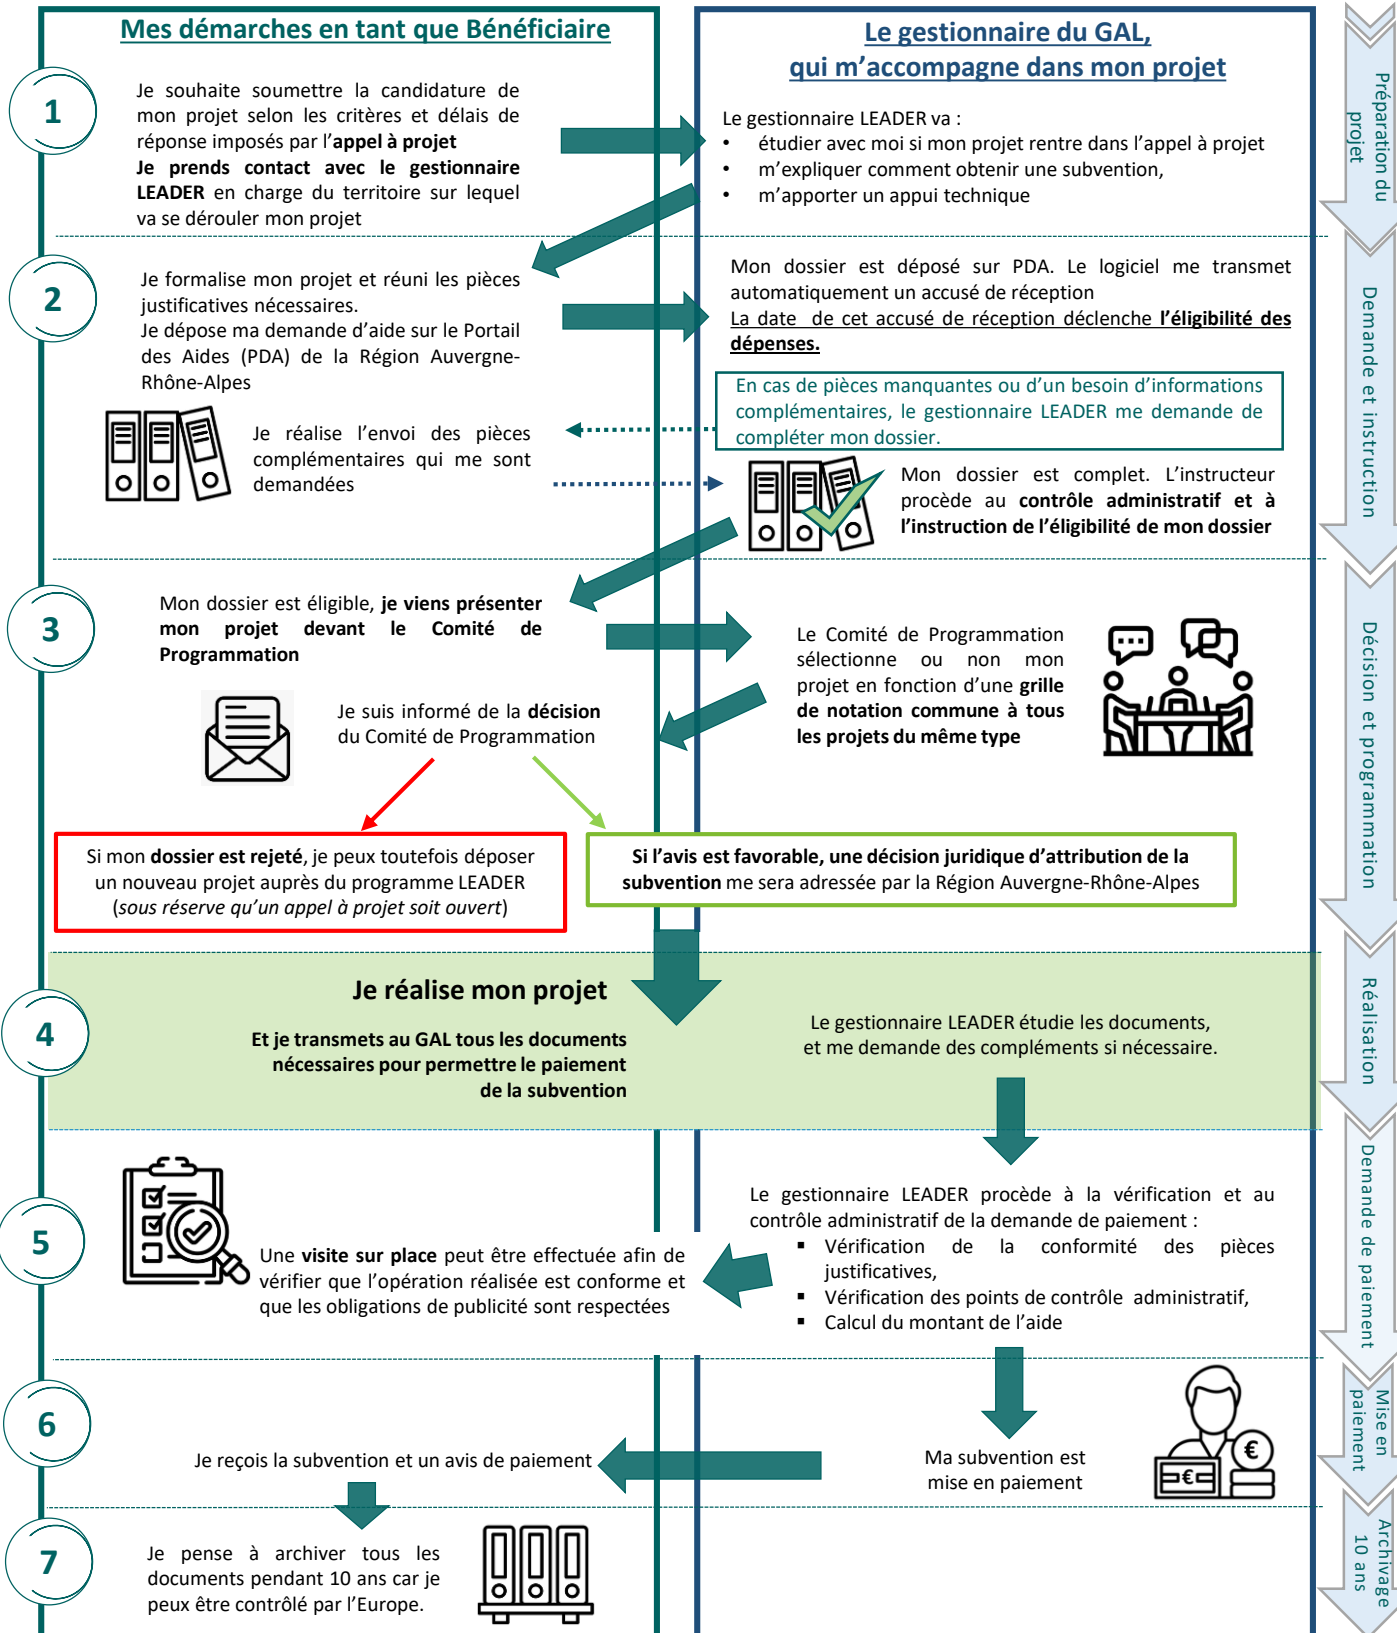 Mes démarches en tant que Bénéficiaire
Le gestionnaire du GAL,
qui m'accompagne dans mon projet
Préparation du
projet
1
Je souhaite soumettre la candidature de
mon projet selon les critères et délais de
réponse imposés par l'appel à projet
Je prends contact avec le gestionnaire
LEADER en charge du territoire sur lequel
va se dérouler mon projet
Le gestionnaire LEADER va :
• étudier avec moi si mon projet rentre dans l'appel à projet
• m'expliquer comment obtenir une subvention,
• m'apporter un appui technique
Demande et instruction
2
Je formalise mon projet et réuni les pièces
justificatives nécessaires.
Je dépose ma demande d'aide sur le Portail
des Aides (PDA) de la Région Auvergne-
Rhône-Alpes
Mon dossier est déposé sur PDA. Le logiciel me transmet
automatiquement un accusé de réception
La date de cet accusé de réception déclenche l'éligibilité des
dépenses.
En cas de pièces manquantes ou d'un besoin d'informations
complémentaires, le gestionnaire LEADER me demande de
compléter mon dossier.
Je réalise l'envoi des pièces
complémentaires qui me sont
demandées
Mon dossier est complet. L'instructeur
procède au contrôle administratif et à
l'instruction de l'éligibilité de mon dossier
Décision et programmation
3
Mon dossier est éligible, je viens présenter
mon projet devant le Comité de
Programmation
Le Comité de Programmation
sélectionne ou non mon
projet en fonction d'une grille
de notation commune à tous
les projets du même type
Je suis informé de la décision
du Comité de Programmation
Si mon dossier est rejeté, je peux toutefois déposer
un nouveau projet auprès du programme LEADER
(sous réserve qu'un appel à projet soit ouvert)
Si l'avis est favorable, une décision juridique d'attribution de la
subvention me sera adressée par la Région Auvergne-Rhône-Alpes
Réalisation
4
Je réalise mon projet
Et je transmets au GAL tous les documents
nécessaires pour permettre le paiement
de la subvention
Le gestionnaire LEADER étudie les documents,
et me demande des compléments si nécessaire.
Demande de paiement
5
Une visite sur place peut être effectuée afin de
vérifier que l'opération réalisée est conforme et
que les obligations de publicité sont respectées
Le gestionnaire LEADER procède à la vérification et au
contrôle administratif de la demande de paiement :
▪ Vérification de la conformité des pièces
justificatives,
▪ Vérification des points de contrôle administratif,
▪ Calcul du montant de l'aide
Mise en
paiement
6
Je reçois la subvention et un avis de paiement
Ma subvention est
mise en paiement
€
€
Archivage
10 ans
7
Je pense à archiver tous les
documents pendant 10 ans car je
peux être contrôlé par l'Europe.